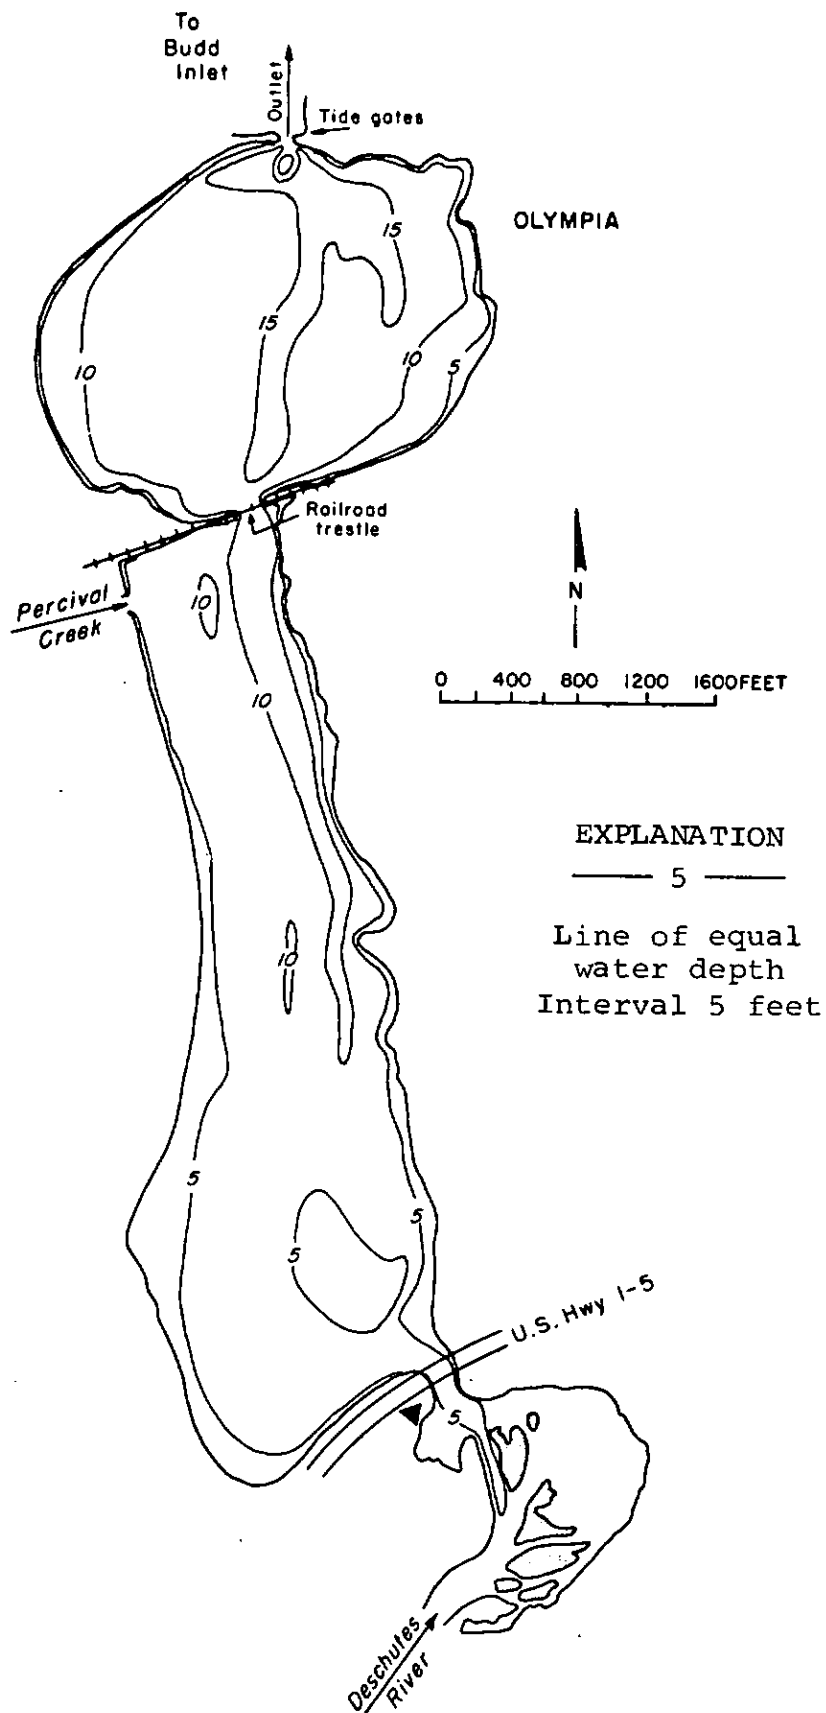 To
Budd
Inlet
Outlet
Tide gates
OLYMPIA
15
15
10
10
5
Railroad
trestle
10
Percival
Creek
N
0 400 800 1200 1600 FEET
10
EXPLANATION
5
Line of equal
water depth
Interval 5 feet
10
5
5
5
U.S. Hwy I-5
5
Deschutes
River